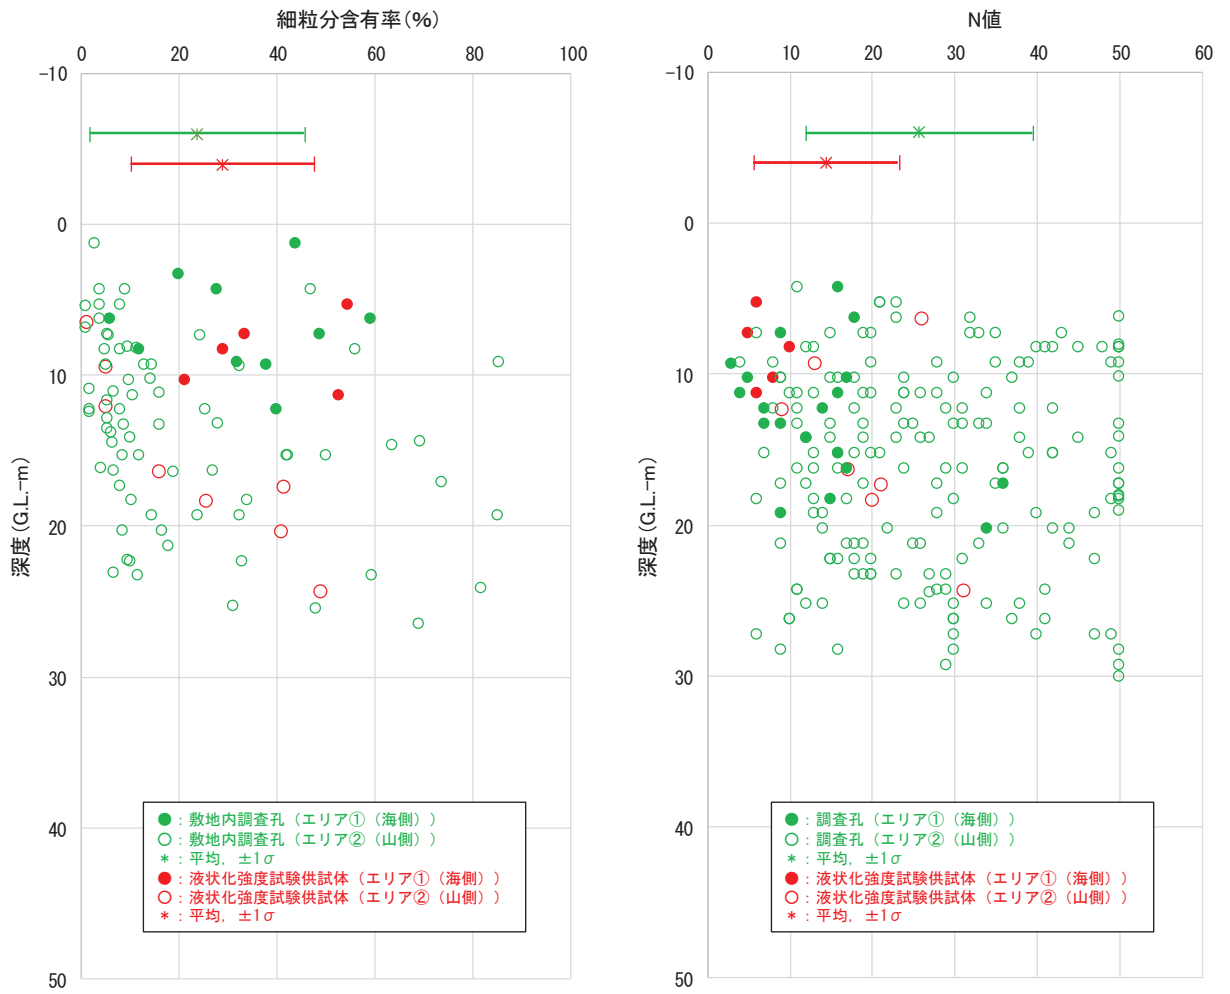 細粒分含有率(%)
0 20 40 60 80 100
-10
0
10
20
30
40
50
深度(G.L.-m)
●:敷地内調査孔(エリア①(海側))
○:敷地内調査孔(エリア②(山側))
*:平均,±1σ
●:液状化強度試験供試体(エリア①(海側))
○:液状化強度試験供試体(エリア②(山側))
*:平均,±1σ
N値
0 10 20 30 40 50 60
-10
0
10
20
30
40
50
深度(G.L.-m)
●:調査孔(エリア①(海側))
○:調査孔(エリア②(山側))
*:平均,±1σ
●:液状化強度試験供試体(エリア①(海側))
○:液状化強度試験供試体(エリア②(山側))
*:平均,±1σ